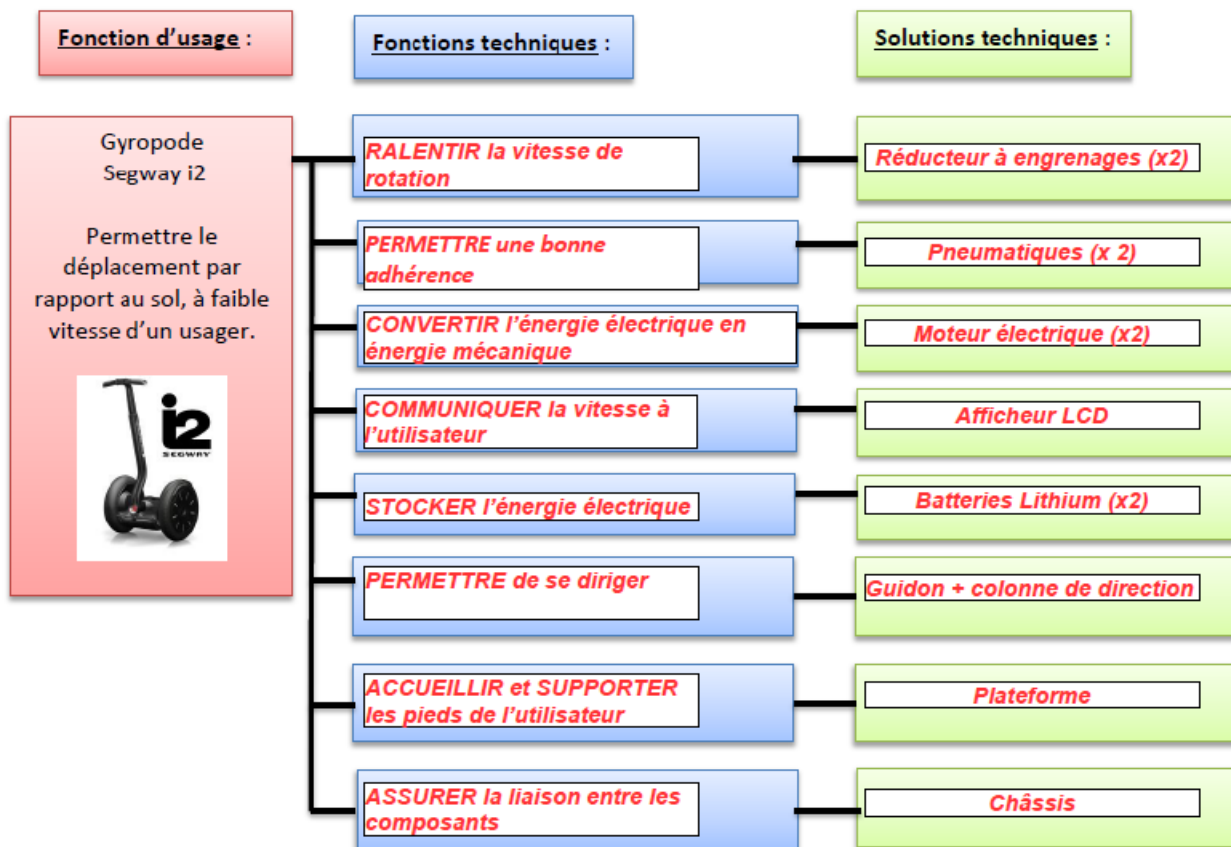 Fonction d'usage :
Fonctions techniques :
Solutions techniques :
Gyropode
Segway i2
Permettre le
déplacement par
rapport au sol, à faible
vitesse d'un usager.
i2
SEGWAY
RALENTIR la vitesse de
rotation
Réducteur à engrenages (x2)
PERMETTRE une bonne
adhérence
Pneumatiques (x 2)
CONVERTIR l'énergie électrique en
énergie mécanique
Moteur électrique (x2)
COMMUNIQUER la vitesse à
l'utilisateur
Afficheur LCD
STOCKER l'énergie électrique
Batteries Lithium (x2)
PERMETTRE de se diriger
Guidon + colonne de direction
ACCUEILLIR et SUPPORTER
les pieds de l'utilisateur
Plateforme
ASSURER la liaison entre les
composants
Châssis